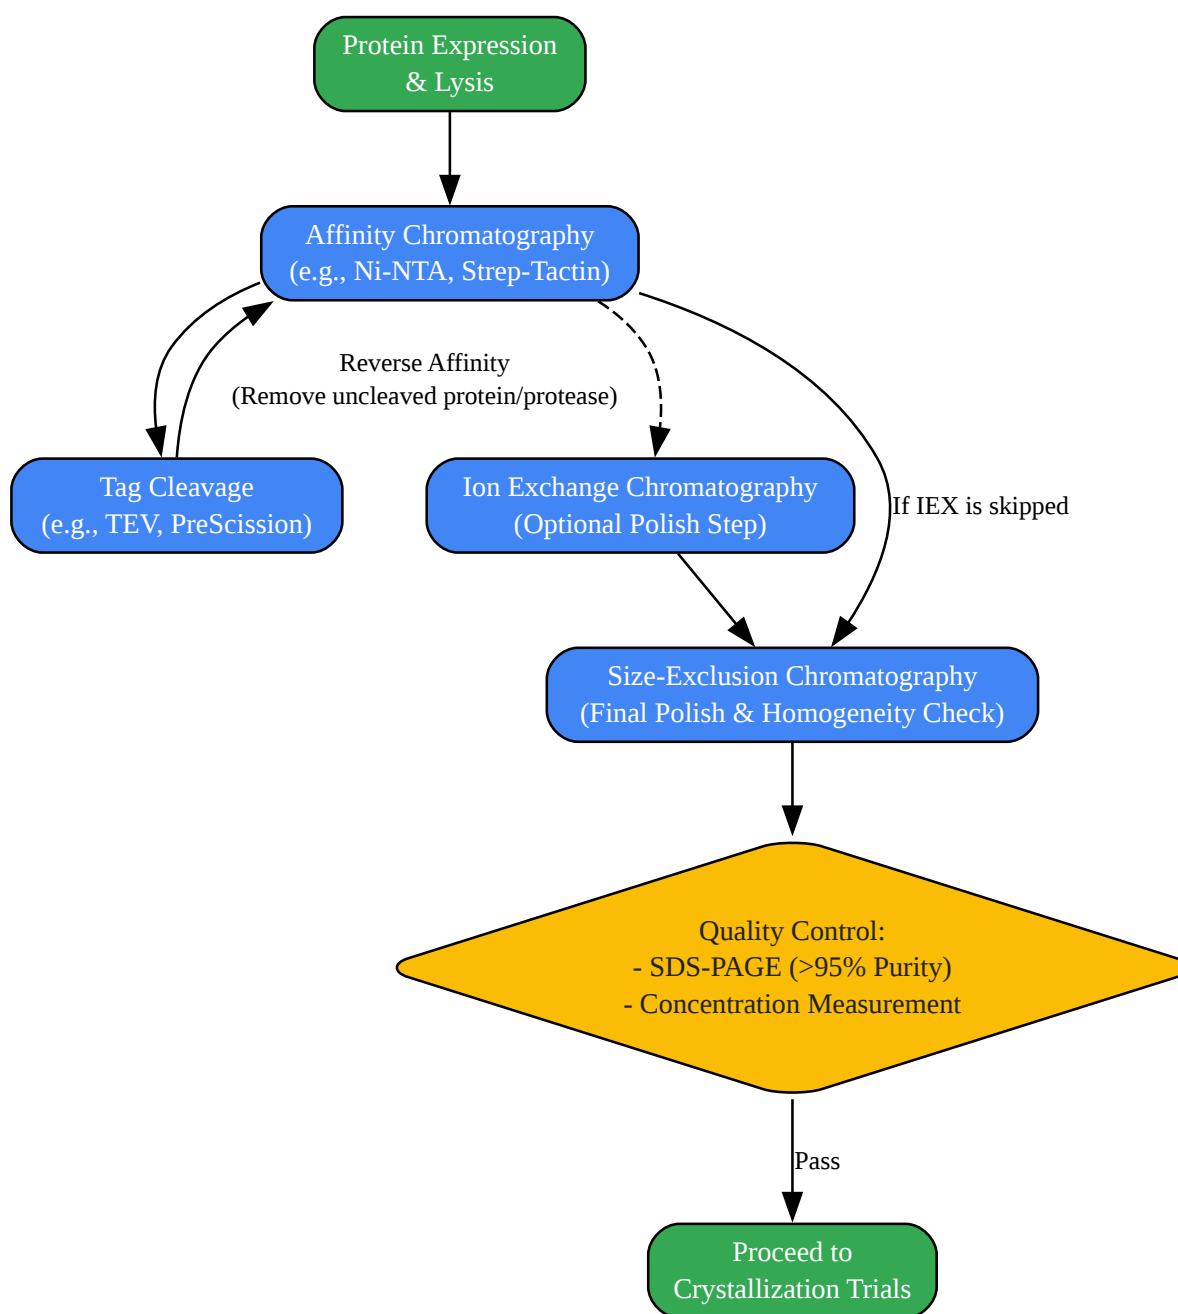 Protein Expression
& Lysis
Affinity Chromatography
(e.g., Ni-NTA, Strep-Tactin)
Reverse Affinity
(Remove uncleaved protein/protease)
Tag Cleavage
(e.g., TEV, PreScission)
Ion Exchange Chromatography
(Optional Polish Step)
If IEX is skipped
Size-Exclusion Chromatography
(Final Polish & Homogeneity Check)
Quality Control:
- SDS-PAGE (>95% Purity)
- Concentration Measurement
Pass
Proceed to
Crystallization Trials